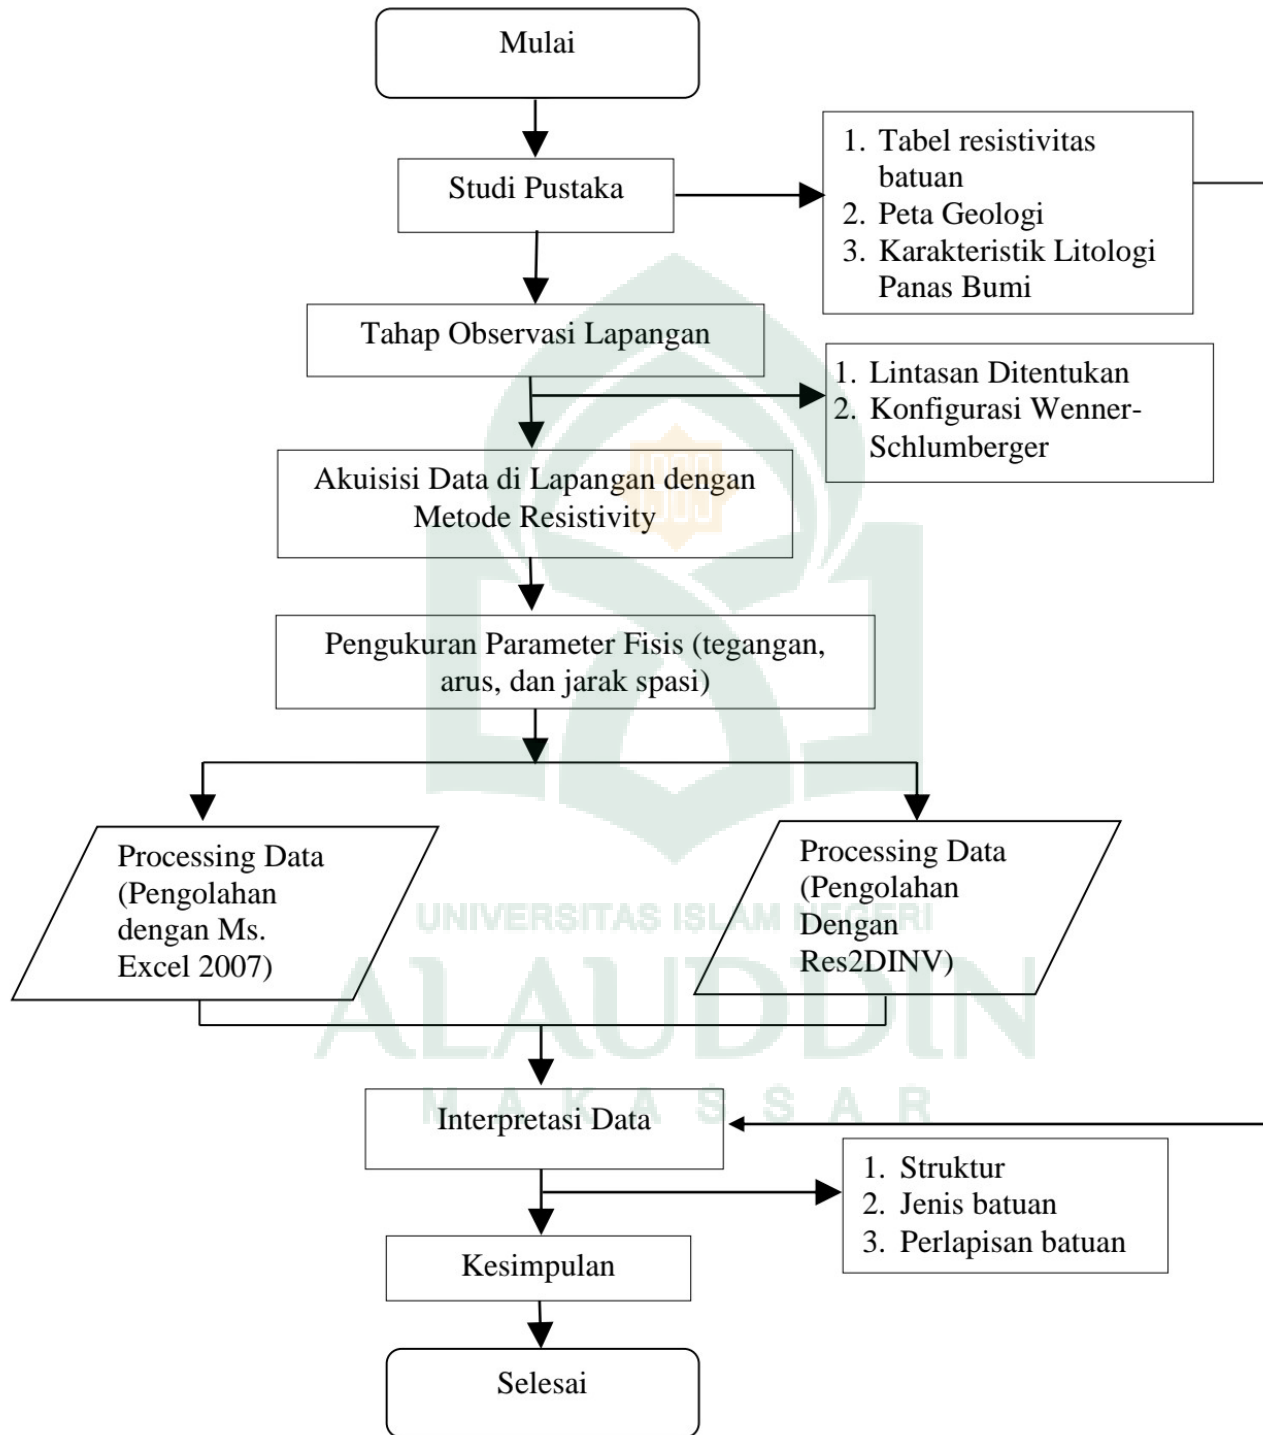 Mulai
Studi Pustaka
1. Tabel resistivitas
batuan
2. Peta Geologi
3. Karakteristik Litologi
Panas Bumi
Tahap Observasi Lapangan
1. Lintasan Ditentukan
2. Konfigurasi Wenner-
Schlumberger
Akuisisi Data di Lapangan dengan
Metode Resistivity
Pengukuran Parameter Fisis (tegangan,
arus, dan jarak spasi)
Processing Data
(Pengolahan
dengan Ms.
Excel 2007)
Processing Data
(Pengolahan
Dengan
Res2DINV)
UNIVERSITAS ISLAM NEGERI
ALAUDDIN
MAKASSAR
Interpretasi Data
1. Struktur
2. Jenis batuan
3. Perlapisan batuan
Kesimpulan
Selesai